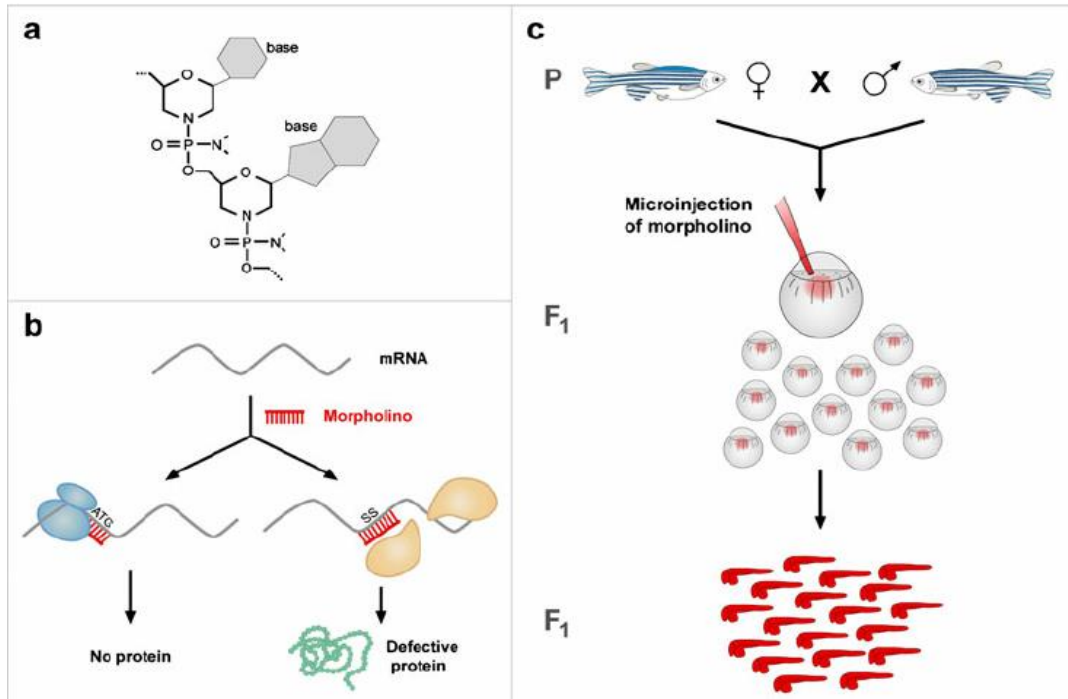 a
base
O
N
O=P-N
O
base
O
N
O=P-N
O
b
mRNA
Morpholino
ATG
SS
No protein
Defective
protein
c
P
♀ X ♂
Microinjection
of morpholino
F1
F1